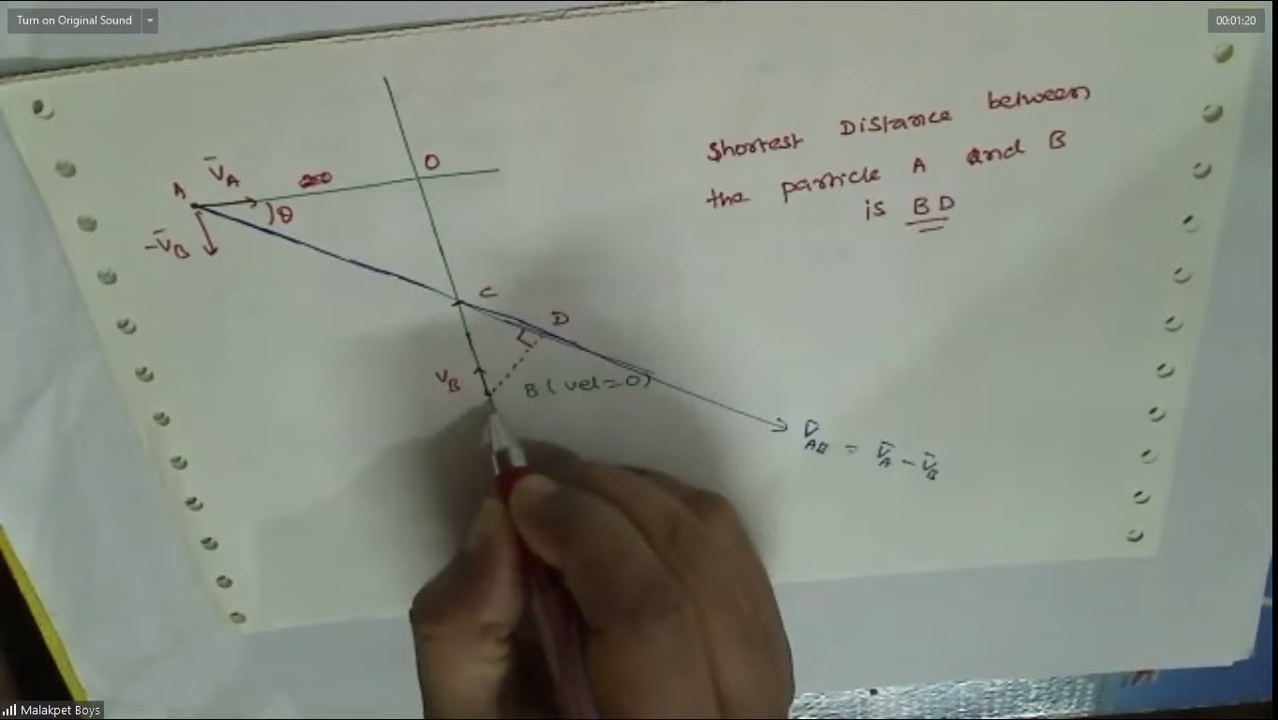 Turn on Original Sound
00:01:20
Shortest Distance between
the particle A and B
is BD
O
V̄A
A
θ
-V̄B
C
D
VB
B (vel=0)
V̄AB = V̄A - V̄B
Malakpet Boys